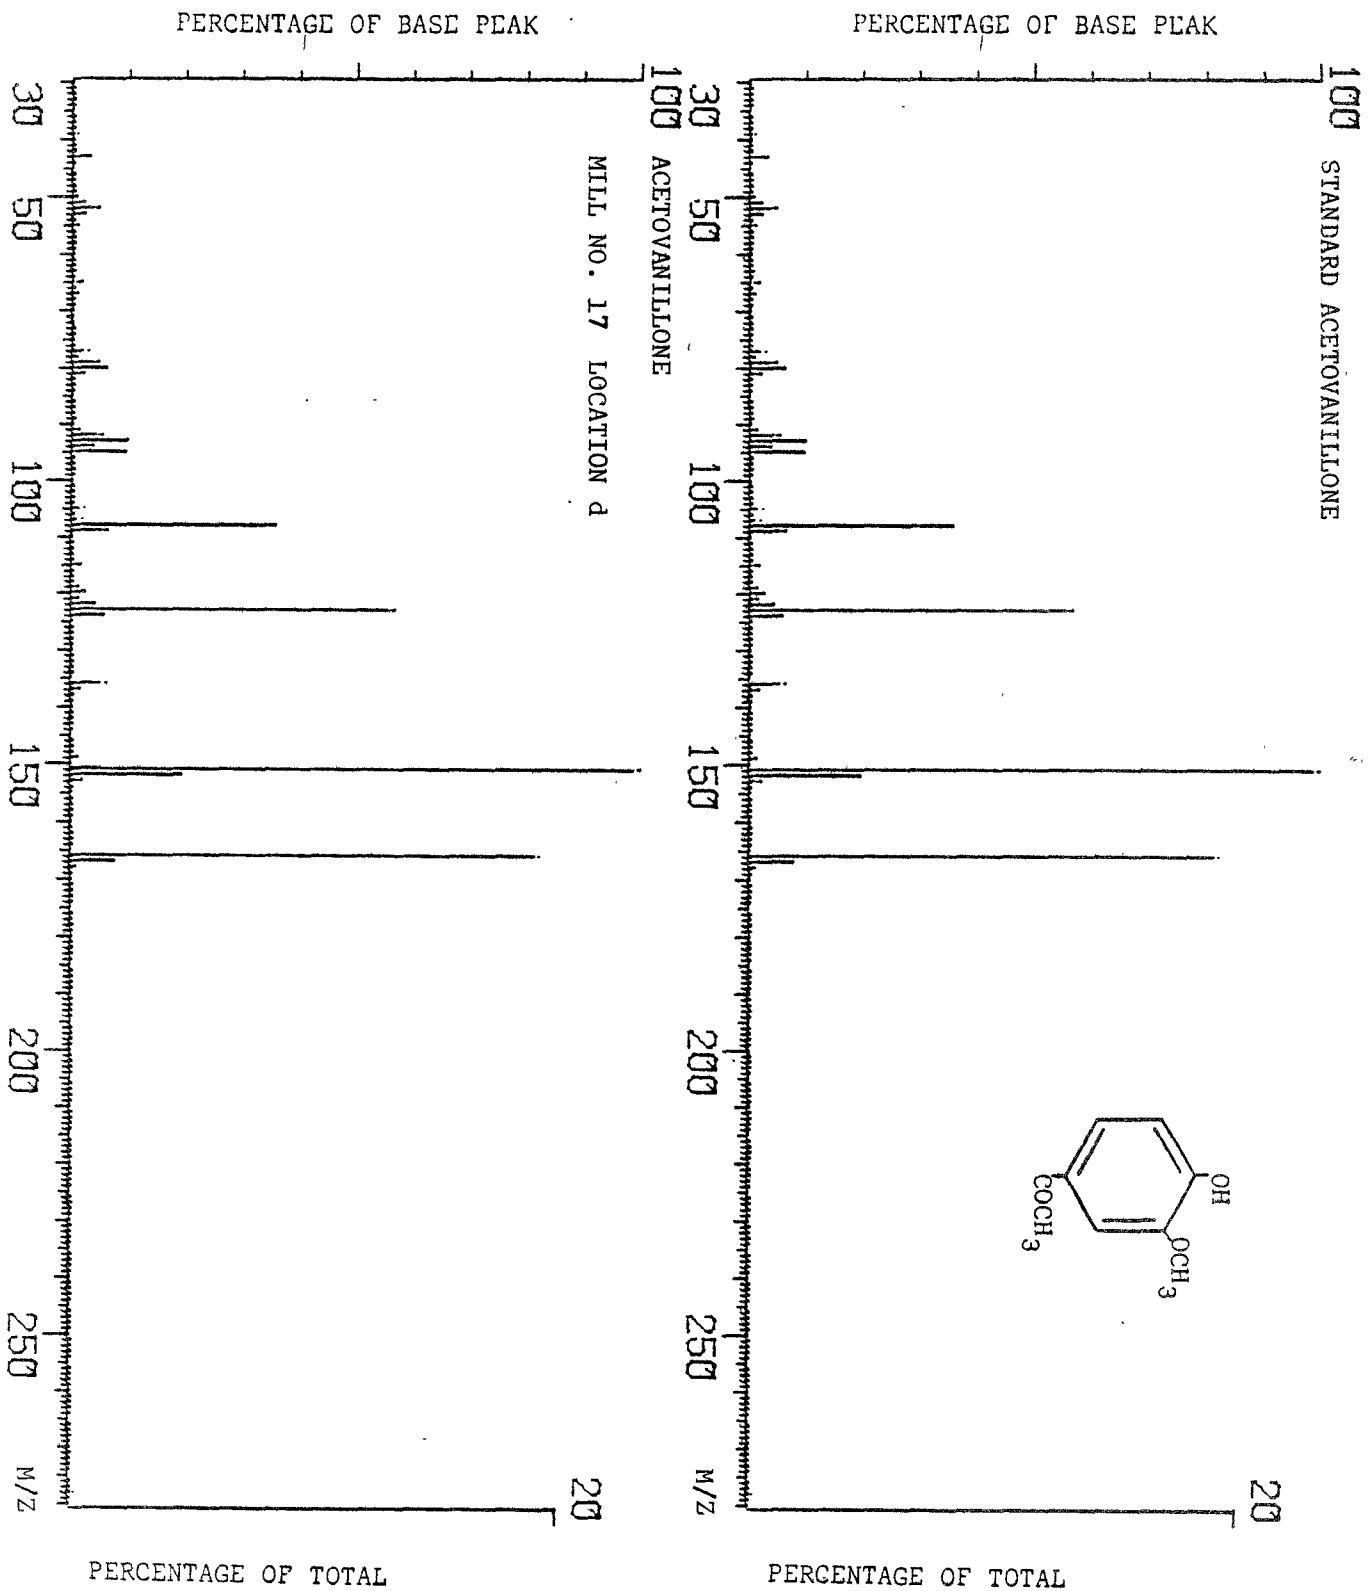 PERCENTAGE OF BASE PEAK
100
STANDARD ACETOVANILLONE
30
50
100
150
200
250
M/Z
OH
OCH3
COCH3
20
PERCENTAGE OF TOTAL
PERCENTAGE OF BASE PEAK
100
ACETOVANILLONE
MILL NO. 17 LOCATION d
30
50
100
150
200
250
M/Z
20
PERCENTAGE OF TOTAL